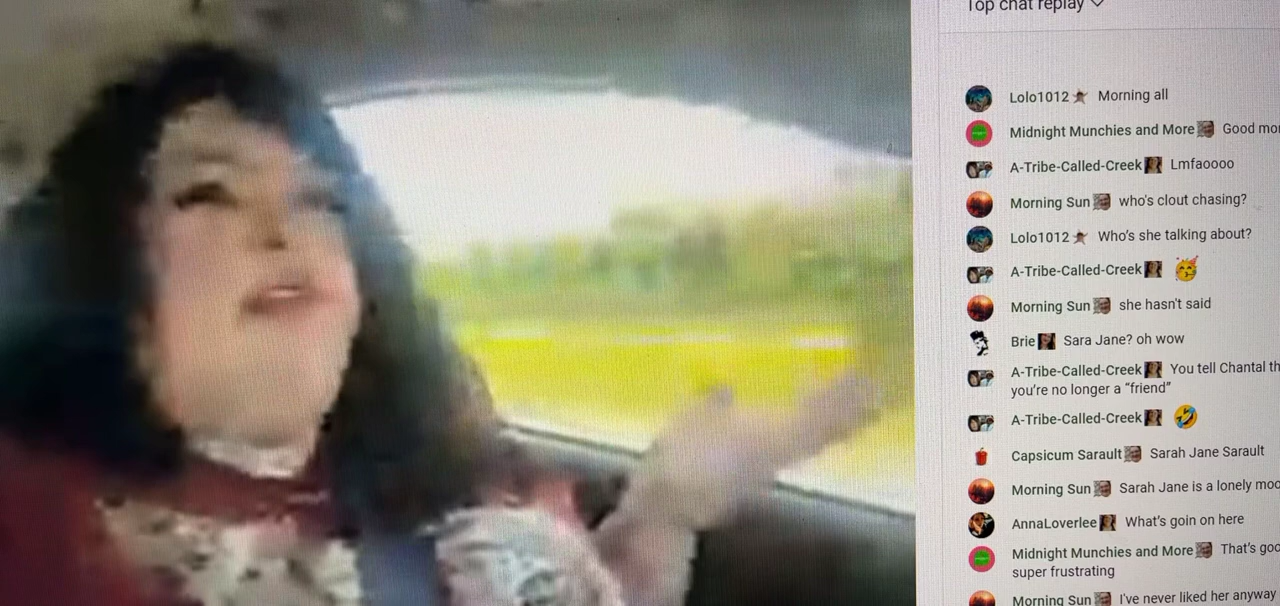 Top chat replay
Lolo1012 Morning all
Midnight Munchies and More Good
A-Tribe-Called-Creek Lmfaoooo
Morning Sun who's clout chasing?
Lolo1012 Who's she talking about?
A-Tribe-Called-Creek
Morning Sun she hasn't said
Brie Sara Jane? oh wow
A-Tribe-Called-Creek You tell Chantal
you're no longer a “friend”
A-Tribe-Called-Creek
Capsicum Sarault Sarah Jane Sarault
Morning Sun Sarah Jane is a lonely
AnnaLoverlee What's goin on here
Midnight Munchies and More That's
super frustrating
Morning Sun I've never liked her anyway